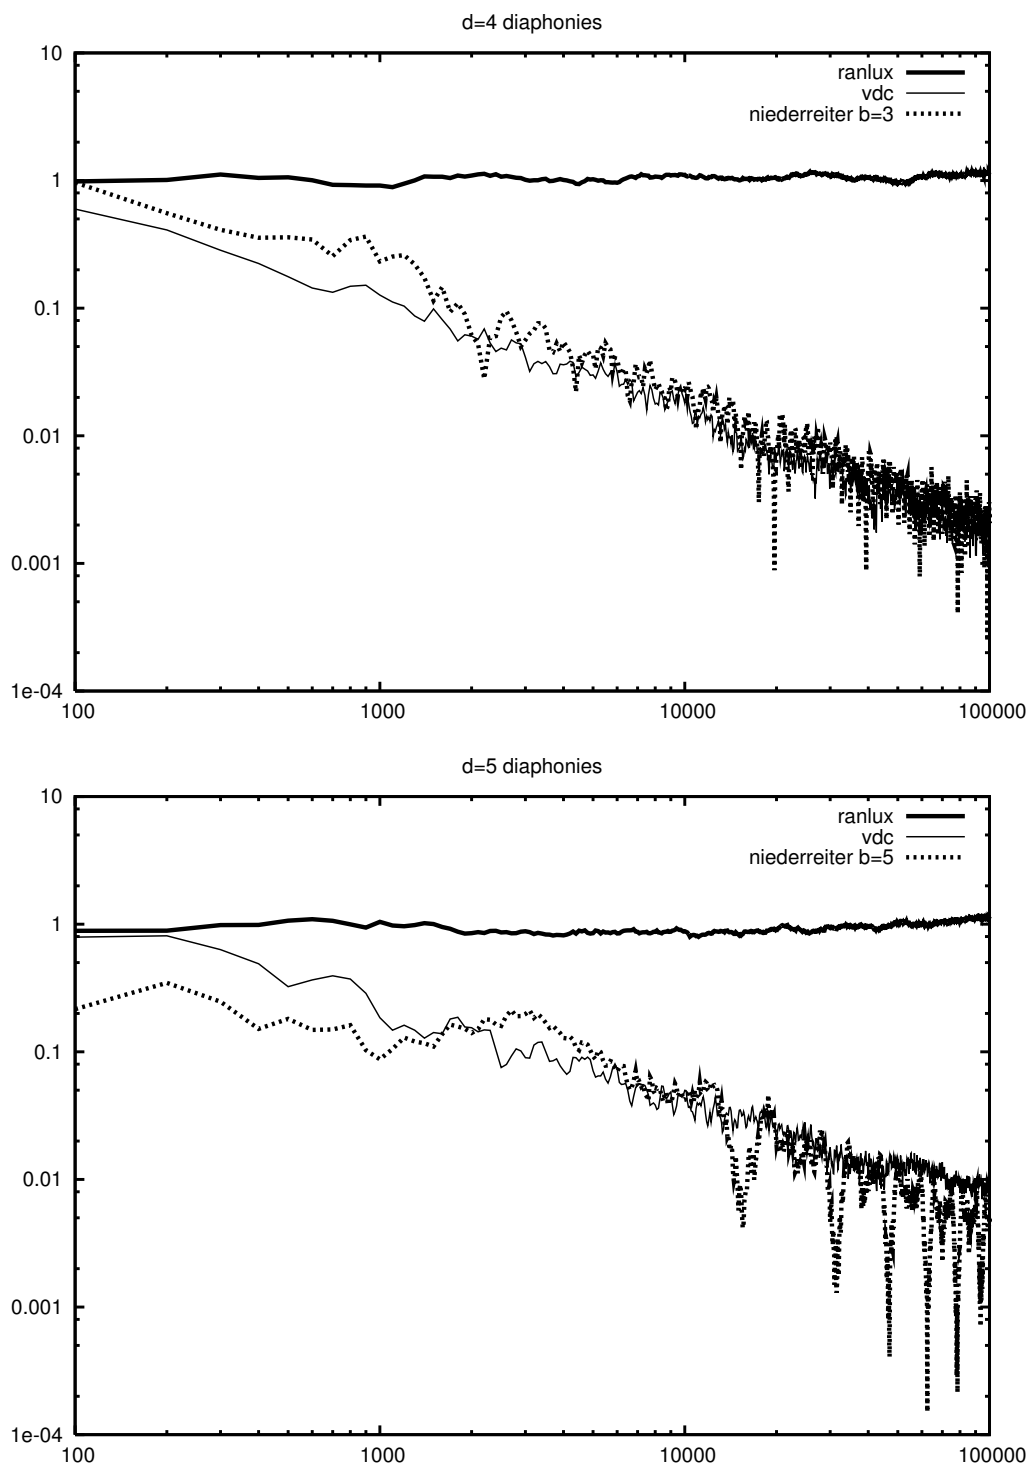 d=4 diaphonies
10
ranlux
vdc
niederreiter b=3
1
0.1
0.01
0.001
1e-04
100 1000 10000 100000
d=5 diaphonies
10
ranlux
vdc
niederreiter b=5
1
0.1
0.01
0.001
1e-04
100 1000 10000 100000